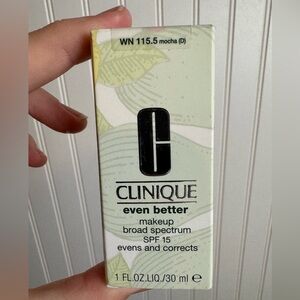 WN 115.5 mocha (D)
CLINIQUE
even better
makeup
broad spectrum
SPF 15
evens and corrects
1 FL.OZ.LIQ./30 ml e